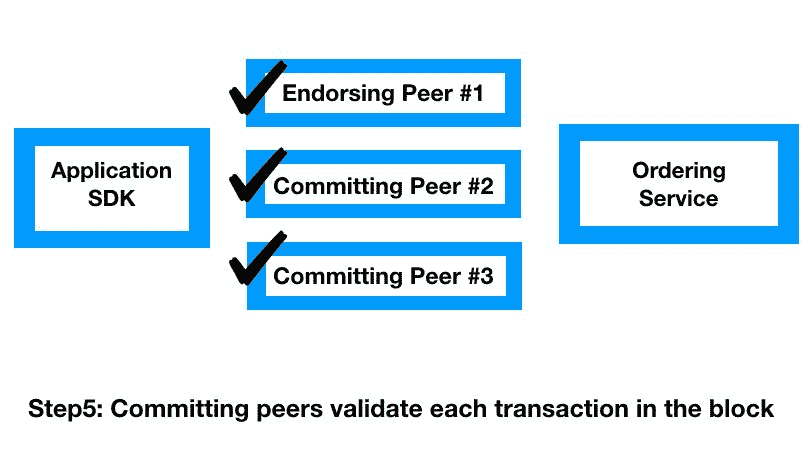 Endorsing Peer #1
Application
SDK
Committing Peer #2
Ordering
Service
Committing Peer #3
Step5: Committing peers validate each transaction in the block